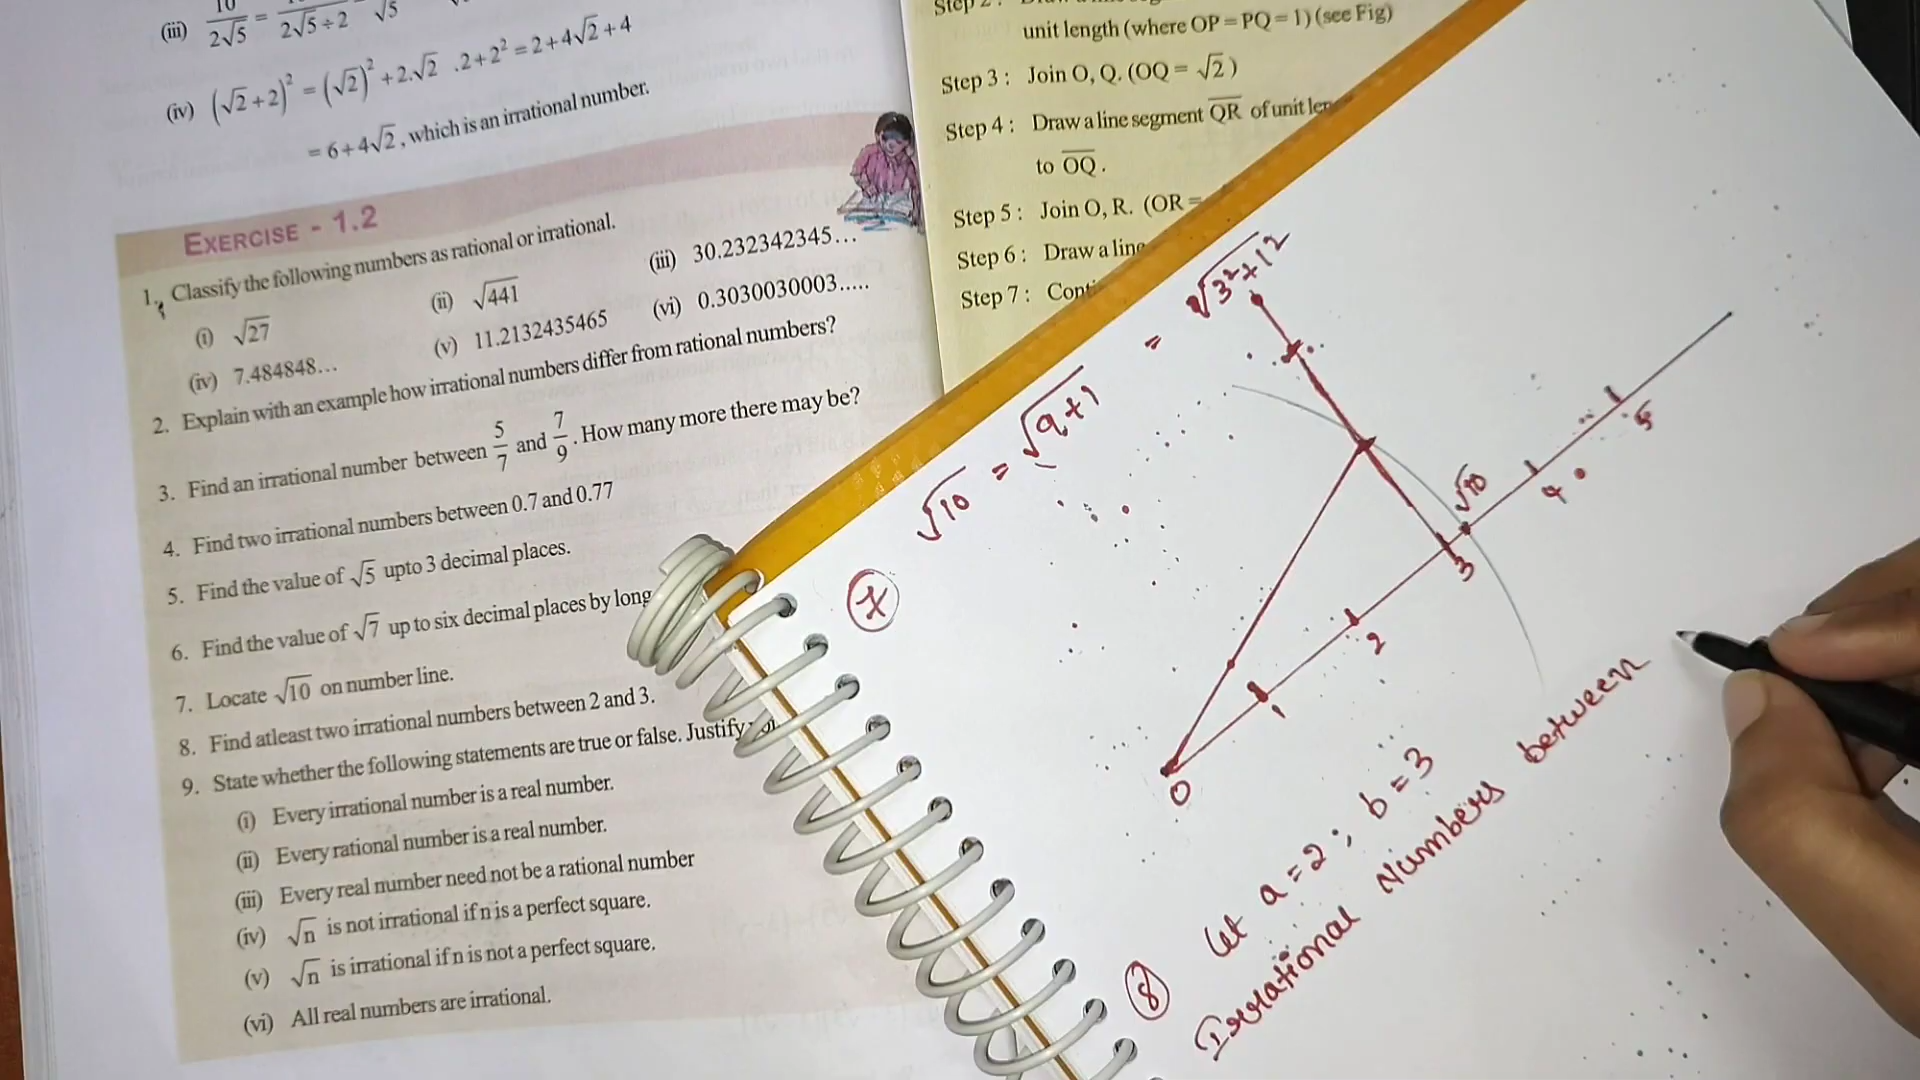 (iii) 10/2√5 = 2√5÷2 √5
(iv) (√2+2)² = (√2)² + 2.√2 .2+2² = 2+4√2+4
= 6+4√2, which is an irrational number.
EXERCISE - 1.2
1. Classify the following numbers as rational or irrational.
(i) √27 (ii) √441 (iii) 30.232342345...
(iv) 7.484848... (v) 11.2132435465 (vi) 0.3030030003.....
2. Explain with an example how irrational numbers differ from rational numbers?
3. Find an irrational number between 5/7 and 7/9. How many more there may be?
4. Find two irrational numbers between 0.7 and 0.77
5. Find the value of √5 upto 3 decimal places.
6. Find the value of √7 up to six decimal places by long
7. Locate √10 on number line.
8. Find atleast two irrational numbers between 2 and 3.
9. State whether the following statements are true or false. Justify
(i) Every irrational number is a real number.
(ii) Every rational number is a real number.
(iii) Every real number need not be a rational number
(iv) √n is not irrational if n is a perfect square.
(v) √n is irrational if n is not a perfect square.
(vi) All real numbers are irrational.
Step 2 :
unit length (where OP = PQ = 1) (see Fig)
Step 3 : Join O, Q. (OQ = √2)
Step 4 : Draw a line segment QR of unit
to OQ .
Step 5 : Join O, R. (OR =
Step 6 : Draw a line
Step 7 :
7 √10 = √9+1 = √3²+1²
0 1 2 3 √10 4 5
8 Let a = 2 ; b = 3
Irrational Numbers between